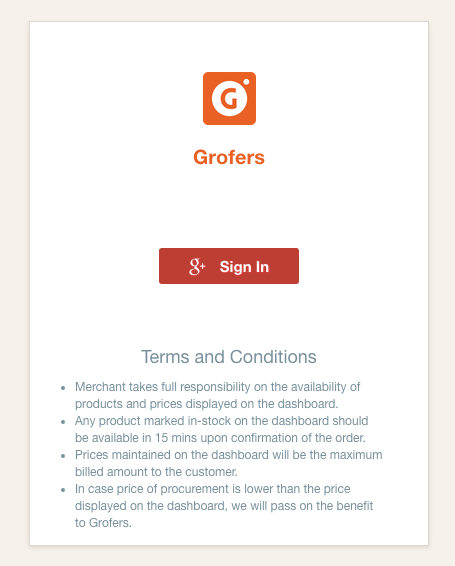 G
Grofers
g+ Sign In
Terms and Conditions
• Merchant takes full responsibility on the availability of
products and prices displayed on the dashboard.
• Any product marked in-stock on the dashboard should
be available in 15 mins upon confirmation of the order.
• Prices maintained on the dashboard will be the maximum
billed amount to the customer.
• In case price of procurement is lower than the price
displayed on the dashboard, we will pass on the benefit
to Grofers.